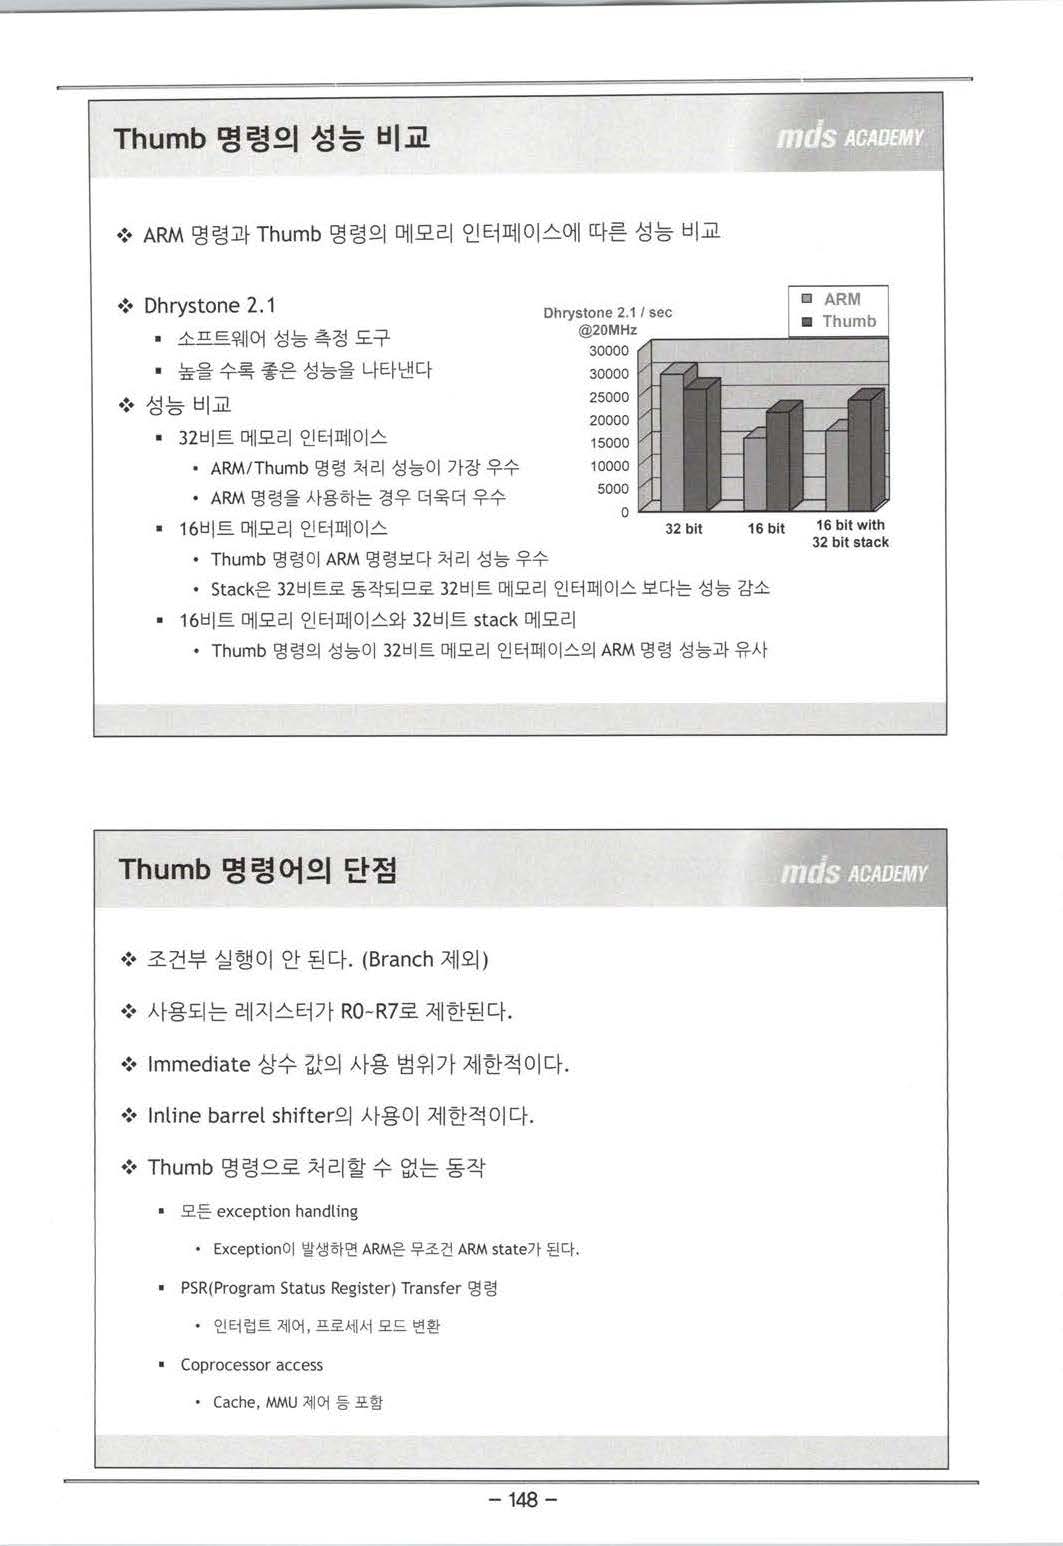 Thumb 명령의 성능 비교
mds ACADEMY
❖ ARM 명령과 Thumb 명령의 메모리 인터페이스에 따른 성능 비교
❖ Dhrystone 2.1
▪ 소프트웨어 성능 측정 도구
▪ 높을 수록 좋은 성능을 나타낸다
❖ 성능 비교
▪ 32비트 메모리 인터페이스
• ARM/Thumb 명령 처리 성능이 가장 우수
• ARM 명령을 사용하는 경우 더욱더 우수
▪ 16비트 메모리 인터페이스
• Thumb 명령이 ARM 명령보다 처리 성능 우수
• Stack은 32비트로 동작되므로 32비트 메모리 인터페이스 보다는 성능 감소
▪ 16비트 메모리 인터페이스와 32비트 stack 메모리
• Thumb 명령의 성능이 32비트 메모리 인터페이스의 ARM 명령 성능과 유사
Dhrystone 2.1 / sec
@20MHz
ARM
Thumb
30000
30000
25000
20000
15000
10000
5000
0
32 bit
16 bit
16 bit with
32 bit stack
Thumb 명령어의 단점
mds ACADEMY
❖ 조건부 실행이 안 된다. (Branch 제외)
❖ 사용되는 레지스터가 R0~R7로 제한된다.
❖ Immediate 상수 값의 사용 범위가 제한적이다.
❖ Inline barrel shifter의 사용이 제한적이다.
❖ Thumb 명령으로 처리할 수 없는 동작
▪ 모든 exception handling
• Exception이 발생하면 ARM은 무조건 ARM state가 된다.
▪ PSR(Program Status Register) Transfer 명령
• 인터럽트 제어, 프로세서 모드 변환
▪ Coprocessor access
• Cache, MMU 제어 등 포함
- 148 -